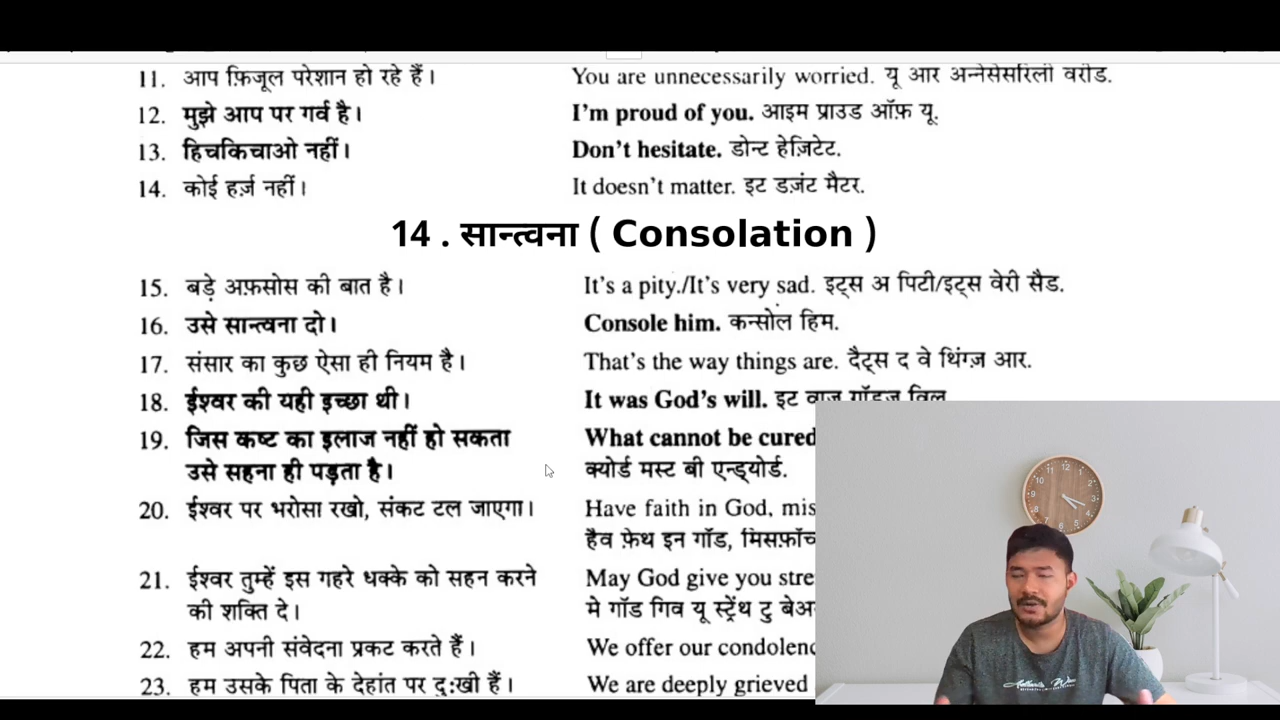 11. आप फ़िजूल परेशान हो रहे हैं। You are unnecessarily worried. यू आर अन्नेसेसरिली वरीड.
12. मुझे आप पर गर्व है। I'm proud of you. आइम प्राउड ऑफ़ यू.
13. हिचकिचाओ नहीं। Don't hesitate. डोन्ट हेज़िटेट.
14. कोई हर्ज़ नहीं। It doesn't matter. इट डज़ंट मैटर.
14 . सान्त्वना ( Consolation )
15. बड़े अफ़सोस की बात है। It's a pity./It's very sad. इट्स अ पिटी/इट्स वेरी सैड.
16. उसे सान्त्वना दो। Console him. कन्सोल हिम.
17. संसार का कुछ ऐसा ही नियम है। That's the way things are. दैट्स द वे थिंग्ज़ आर.
18. ईश्वर की यही इच्छा थी। It was God's will. इट वाज़ गॉड्ज़ विल
19. जिस कष्ट का इलाज नहीं हो सकता What cannot be cured
उसे सहना ही पड़ता है। क्योर्ड मस्ट बी एन्ड्योर्ड.
20. ईश्वर पर भरोसा रखो, संकट टल जाएगा। Have faith in God, mis
हैव फ़ेथ इन गॉड, मिसफ़ॉच
21. ईश्वर तुम्हें इस गहरे धक्के को सहन करने May God give you stre
की शक्ति दे। मे गॉड गिव यू स्ट्रेंथ टु बेअ
22. हम अपनी संवेदना प्रकट करते हैं। We offer our condolenc
23. हम उसके पिता के देहांत पर दुःखी हैं। We are deeply grieved